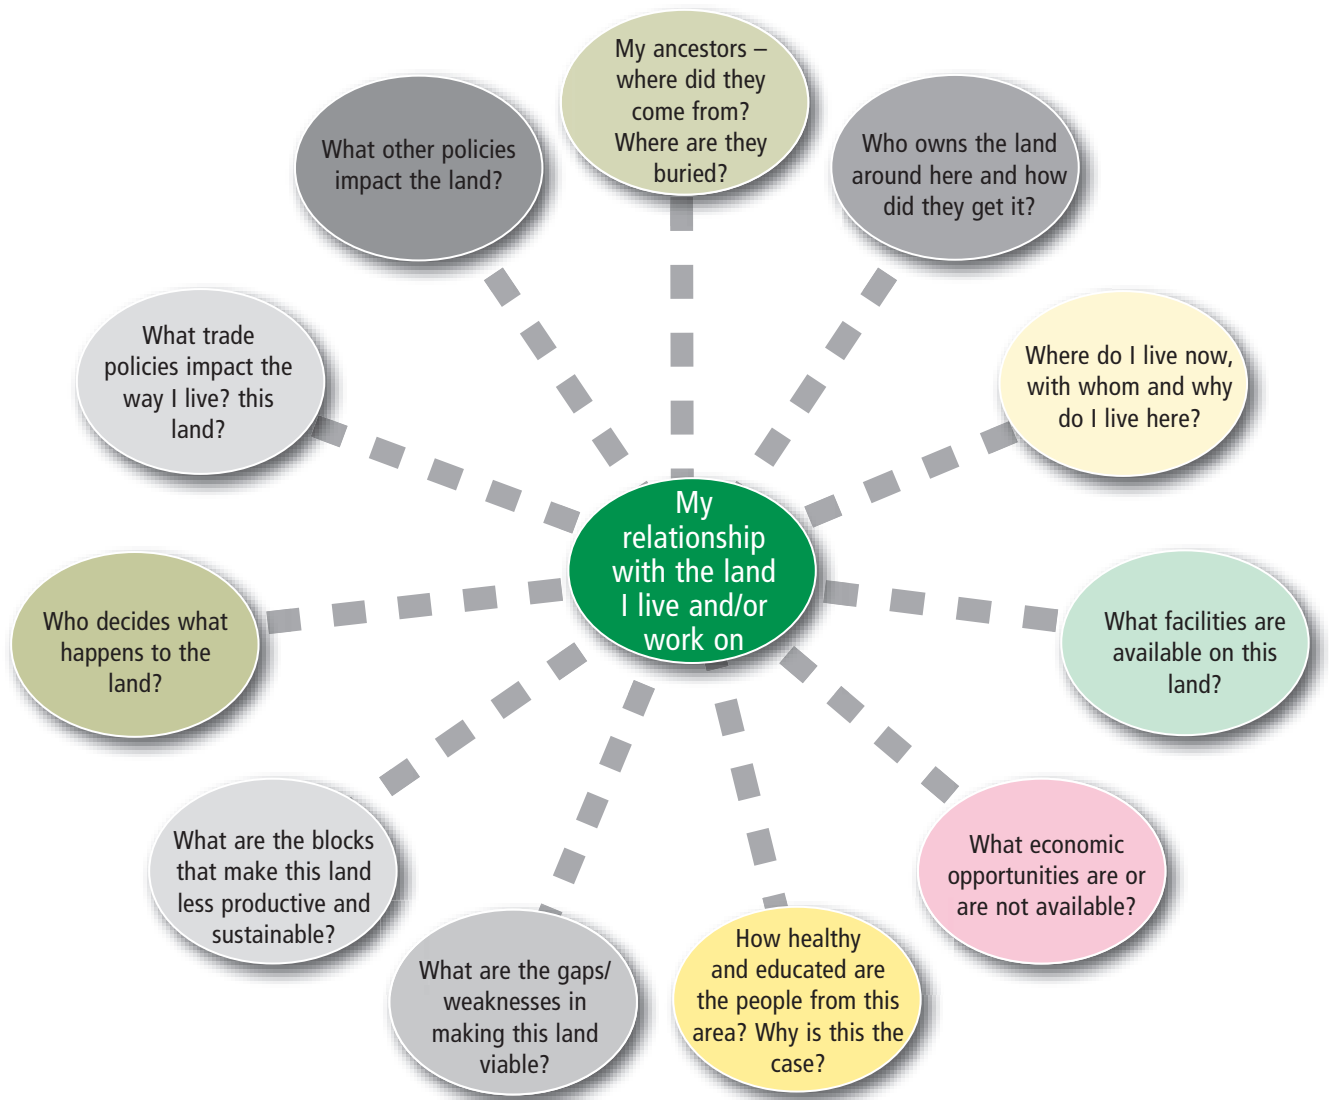 My ancestors –
where did they
come from?
Where are they
buried?
Who owns the land
around here and how
did they get it?
Where do I live now,
with whom and why
do I live here?
What facilities are
available on this
land?
What economic
opportunities are or
are not available?
How healthy
and educated are
the people from this
area? Why is this the
case?
What are the gaps/
weaknesses in
making this land
viable?
What are the blocks
that make this land
less productive and
sustainable?
Who decides what
happens to the
land?
What trade
policies impact the
way I live? this
land?
What other policies
impact the land?
My
relationship
with the land
I live and/or
work on